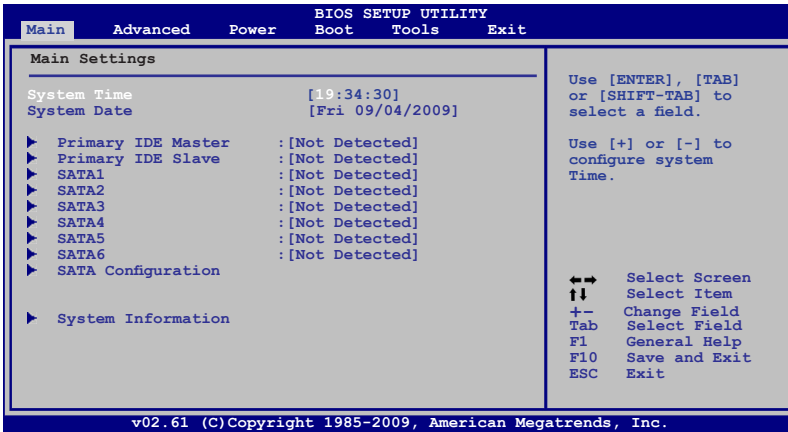 BIOS SETUP UTILITY
Main Advanced Power Boot Tools Exit
Main Settings
System Time [19:34:30]
System Date [Fri 09/04/2009]
Primary IDE Master :[Not Detected]
Primary IDE Slave :[Not Detected]
SATA1 :[Not Detected]
SATA2 :[Not Detected]
SATA3 :[Not Detected]
SATA4 :[Not Detected]
SATA5 :[Not Detected]
SATA6 :[Not Detected]
SATA Configuration
System Information
Use [ENTER], [TAB]
or [SHIFT-TAB] to
select a field.
Use [+] or [-] to
configure system
Time.
←→ Select Screen
↑↓ Select Item
+- Change Field
Tab Select Field
F1 General Help
F10 Save and Exit
ESC Exit
v02.61 (C)Copyright 1985-2009, American Megatrends, Inc.